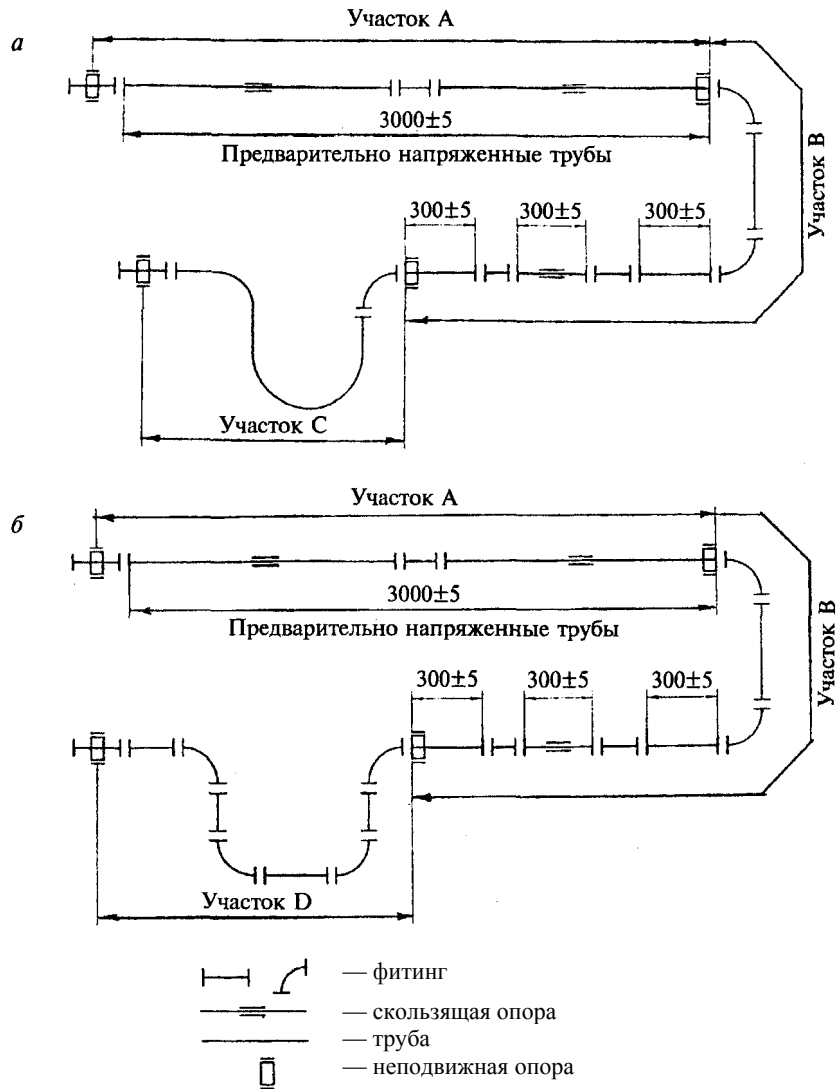 а
Участок А
3000±5
Предварительно напряженные трубы
Участок В
300±5 300±5 300±5
Участок С
б
Участок А
3000±5
Предварительно напряженные трубы
Участок В
300±5 300±5 300±5
Участок D
— фитинг
— скользящая опора
— труба
— неподвижная опора